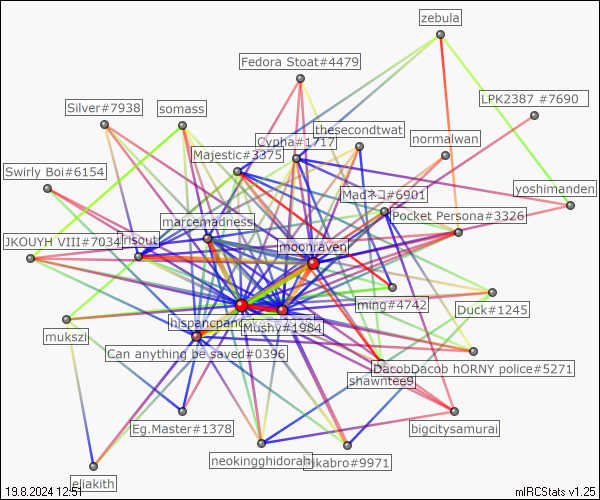 zebula
Fedora Stoat#4479
LPK2387 #7690
Silver#7938
somass
thesecondtwat
normalwan
Cypha#1717
Majestic#3375
Swirly Boi#6154
yoshimanden
Madネコ#6901
Pocket Persona#3326
marcemadness
JKOUYH VIII#7034
risout
moonraven
ming#4742
Duck#1245
mukszi
Mushy#1984
Can anything be saved#0396
DacobDacob hORNY police#5271
shawntee9
Eg.Master#1378
bigcitysamurai
neokingghidorah
#9971
eliakith
19.8.2024 12:51
mIRCStats v1.25